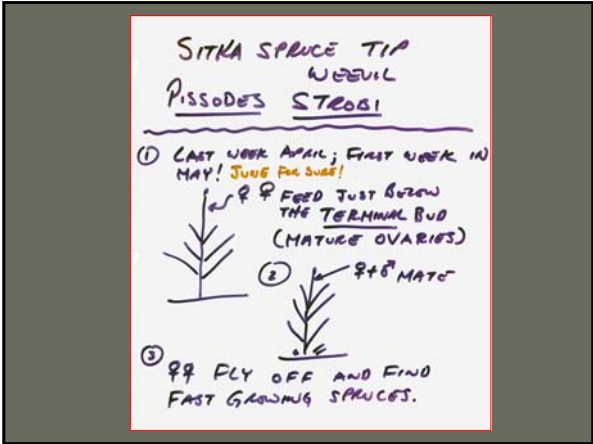 SITKA SPRUCE TIP
WEEVIL
PISSODES STROBI
① LAST WEEK APRIL; FIRST WEEK IN
MAY! JUNE FOR SURE!
♀ ♀ FEED JUST BELOW
THE TERMINAL BUD
(MATURE OVARIES)
② ♀+♂ MATE
③ ♀♀ FLY OFF AND FIND
FAST GROWING SPRUCES.